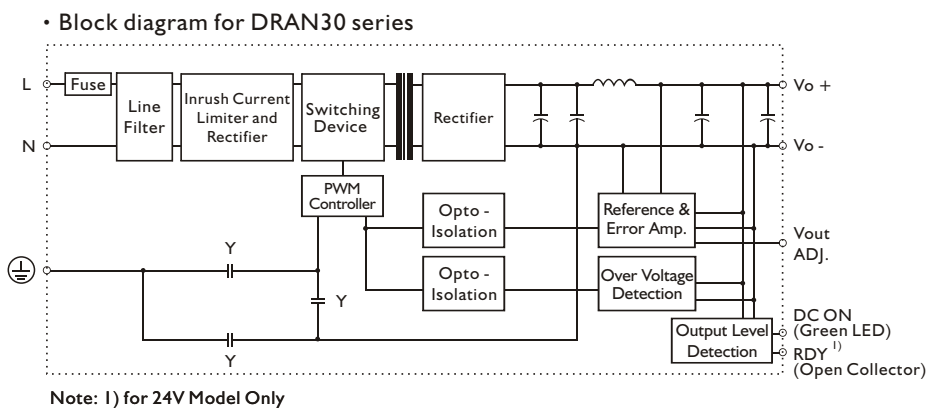 • Block diagram for DRAN30 series
L
Fuse
Line
Filter
Inrush Current
Limiter and
Rectifier
Switching
Device
Rectifier
Vo +
N
Vo -
PWM
Controller
Opto -
Isolation
Reference &
Error Amp.
Vout
ADJ.
Y
Opto -
Isolation
Over Voltage
Detection
Y
Y
Output Level
Detection
DC ON
(Green LED)
RDY 1)
(Open Collector)
Note: 1) for 24V Model Only